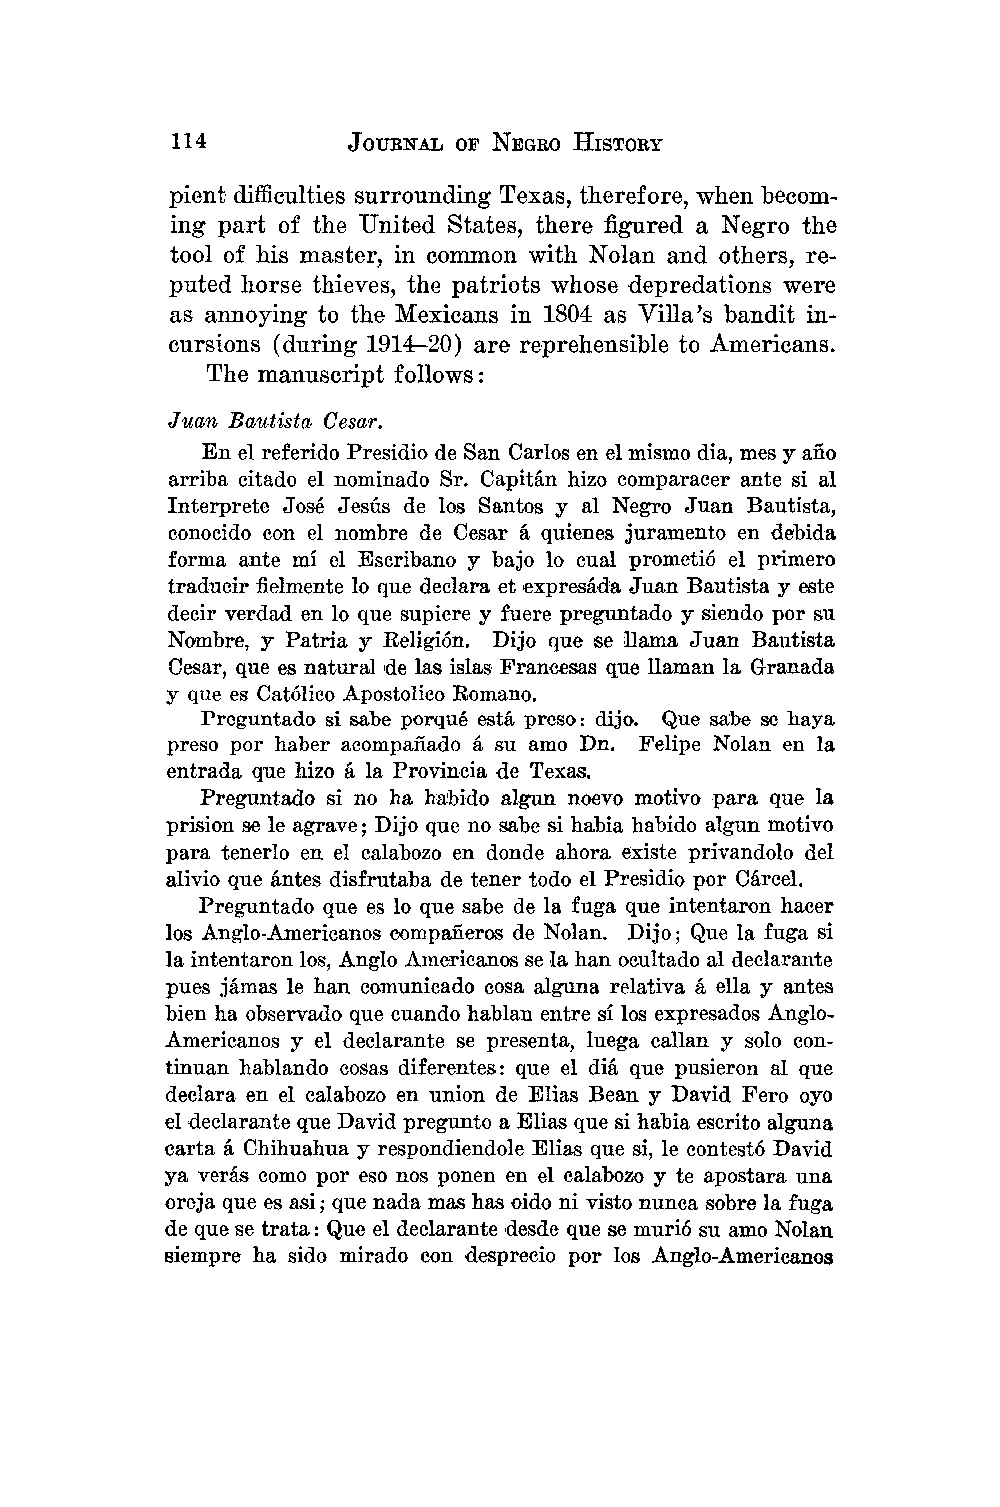 114 JOURNAL OF NEGRO HISTORY
pient difficulties surrounding Texas, therefore, when becom-
ing part of the United States, there figured a Negro the
tool of his master, in common with Nolan and others, re-
puted horse thieves, the patriots whose depredations were
as annoying to the Mexicans in 1804 as Villa's bandit in-
cursions (during 1914–20) are reprehensible to Americans.
The manuscript follows:
Juan Bautista Cesar.
En el referido Presidio de San Carlos en el mismo dia, mes y año
arriba citado el nominado Sr. Capitán hizo comparacer ante si al
Interprete José Jesús de los Santos y al Negro Juan Bautista,
conocido con el nombre de Cesar á quienes juramento en debida
forma ante mí el Escribano y bajo lo cual prometió el primero
traducir fielmente lo que declara et expresáda Juan Bautista y este
decir verdad en lo que supiere y fuere preguntado y siendo por su
Nombre, y Patria y Religión. Dijo que se llama Juan Bautista
Cesar, que es natural de las islas Francesas que llaman la Granada
y que es Católico Apostolico Romano.
Preguntado si sabe porqué está preso: dijo. Que sabe se haya
preso por haber acompañado á su amo Dn. Felipe Nolan en la
entrada que hizo á la Provincia de Texas.
Preguntado si no ha habido algun noevo motivo para que la
prision se le agrave; Dijo que no sabe si habia habido algun motivo
para tenerlo en el calabozo en donde ahora existe privandolo del
alivio que ántes disfrutaba de tener todo el Presidio por Cárcel.
Preguntado que es lo que sabe de la fuga que intentaron hacer
los Anglo-Americanos compañeros de Nolan. Dijo; Que la fuga si
la intentaron los, Anglo Americanos se la han ocultado al declarante
pues jámas le han comunicado cosa alguna relativa á ella y antes
bien ha observado que cuando hablan entre sí los expresados Anglo-
Americanos y el declarante se presenta, luega callan y solo con-
tinuan hablando cosas diferentes: que el diá que pusieron al que
declara en el calabozo en union de Elias Bean y David Fero oyo
el declarante que David pregunto a Elias que si habia escrito alguna
carta á Chihuahua y respondiendole Elias que si, le contestó David
ya verás como por eso nos ponen en el calabozo y te apostara una
oreja que es asi; que nada mas has oido ni visto nunca sobre la fuga
de que se trata: Que el declarante desde que se murió su amo Nolan
siempre ha sido mirado con desprecio por los Anglo-Americanos